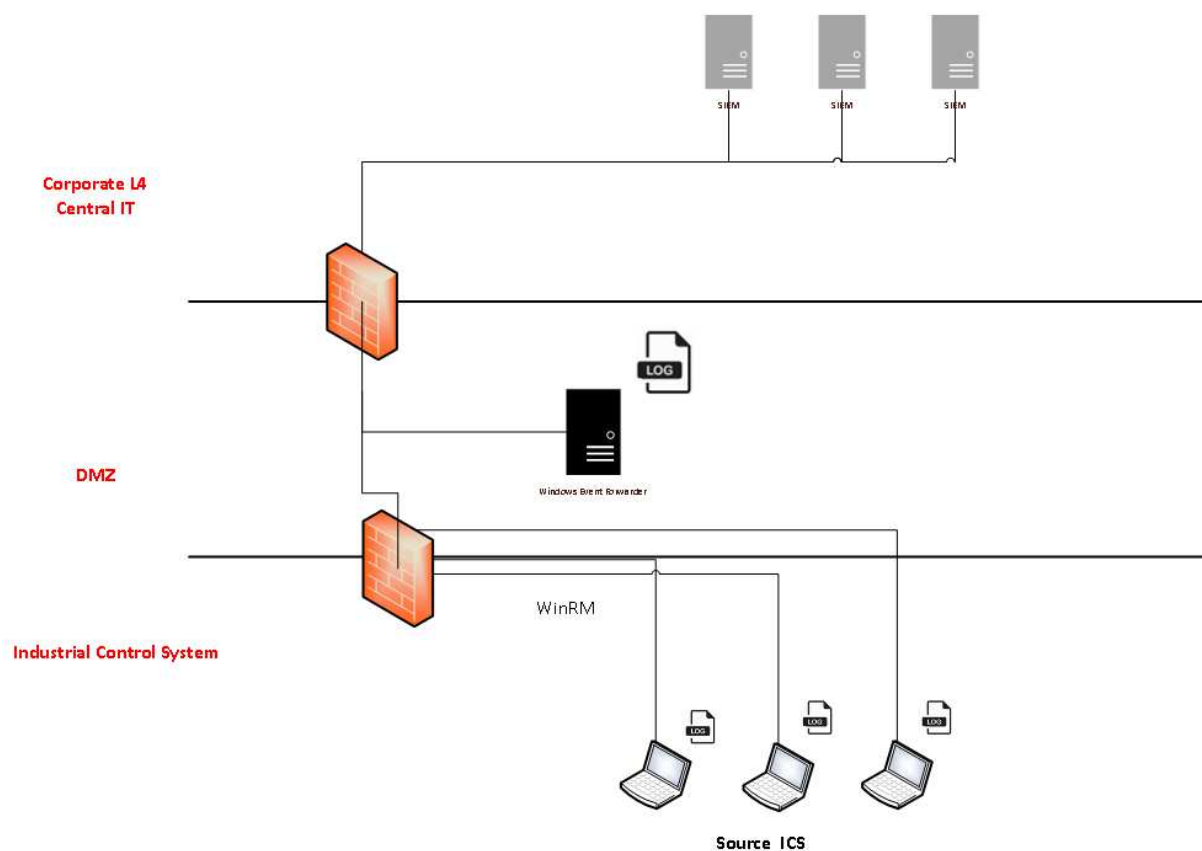 SIEM
SIEM
SIEM
Corporate L4
Central IT
LOG
Windows Event Forwarder
DMZ
WinRM
Industrial Control System
LOG
LOG
LOG
Source ICS